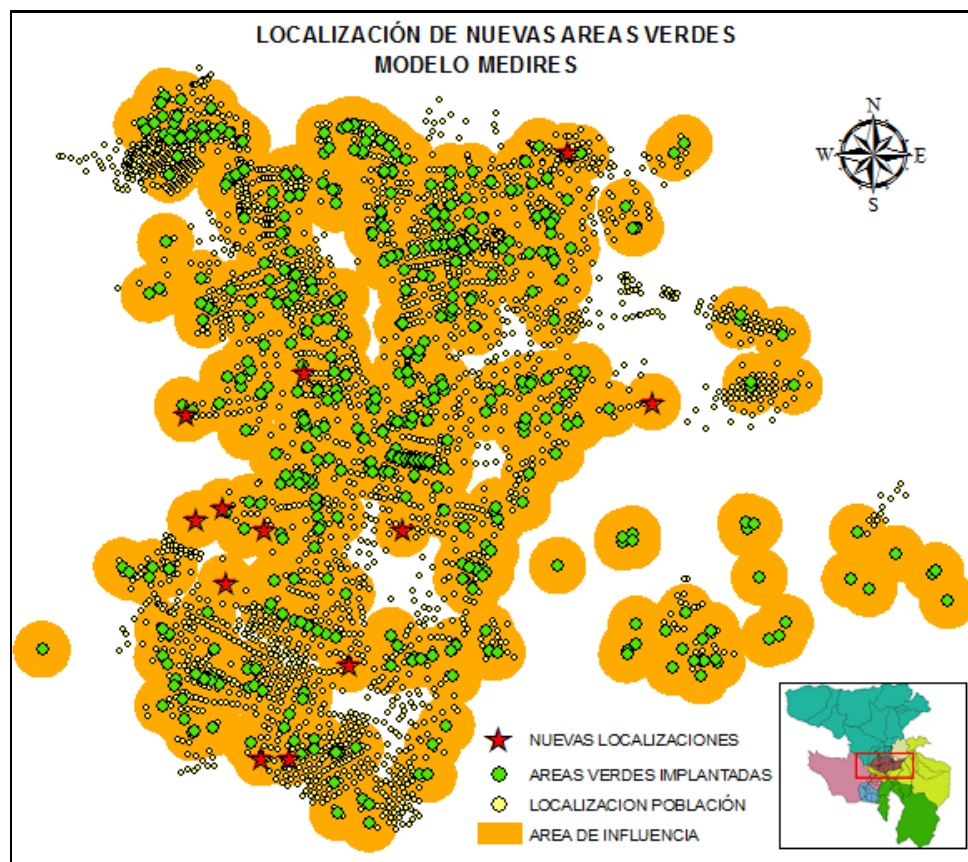 LOCALIZACIÓN DE NUEVAS AREAS VERDES
MODELO MEDIRES
N
W E
S
NUEVAS LOCALIZACIONES
AREAS VERDES IMPLANTADAS
LOCALIZACION POBLACIÓN
AREA DE INFLUENCIA